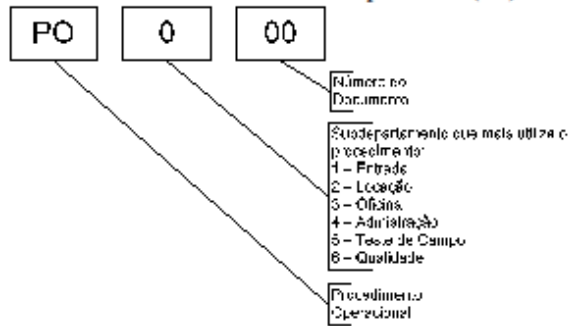 PO 0 00
Número do
Documento
Subdepartamento que mais utiliza o
procedimento:
1 – Entrada
2 – Locação
3 – Oficina
4 – Administração
5 – Teste de Campo
6 – Qualidade
Procedimento
Operacional